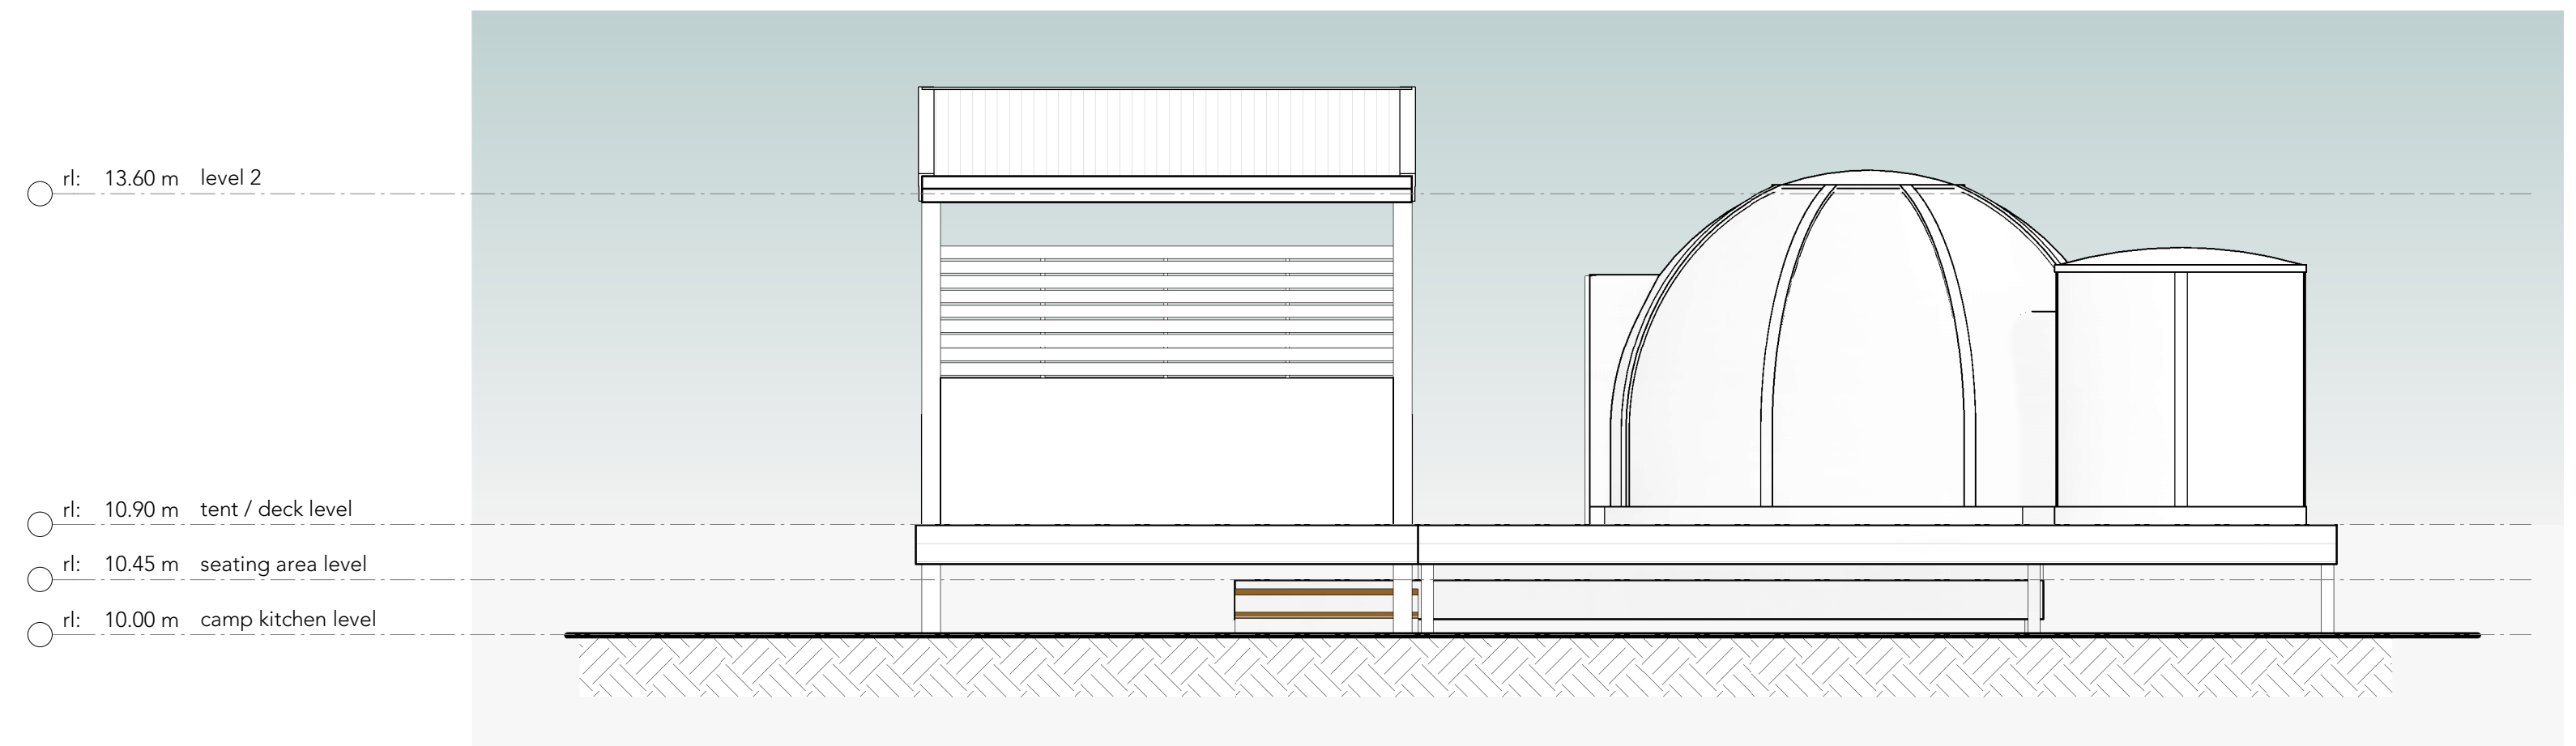 rl: 13.60 m level 2
rl: 10.90 m tent / deck level
rl: 10.45 m seating area level
rl: 10.00 m camp kitchen level